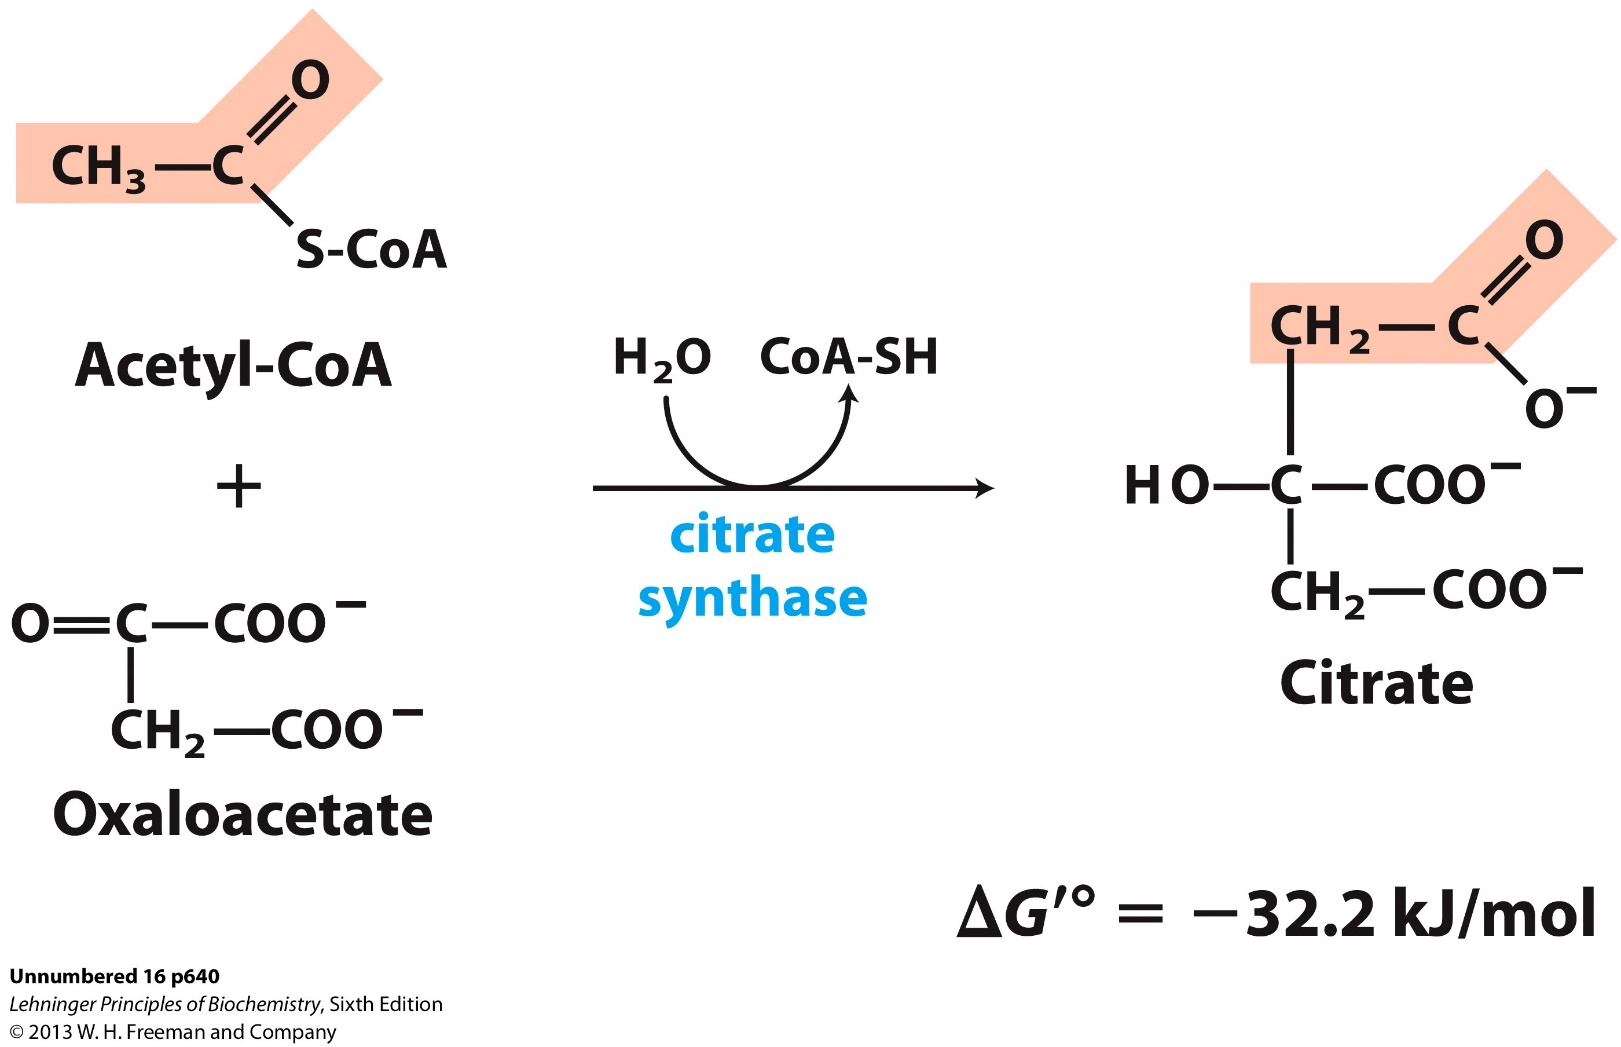 O
CH₃—C
S-CoA
Acetyl-CoA
+
O=C—COO⁻
CH₂—COO⁻
Oxaloacetate
H₂O CoA-SH
citrate
synthase
O
CH₂—C
O⁻
HO—C—COO⁻
CH₂—COO⁻
Citrate
ΔG′° = −32.2 kJ/mol
Unnumbered 16 p640
Lehninger Principles of Biochemistry, Sixth Edition
© 2013 W. H. Freeman and Company